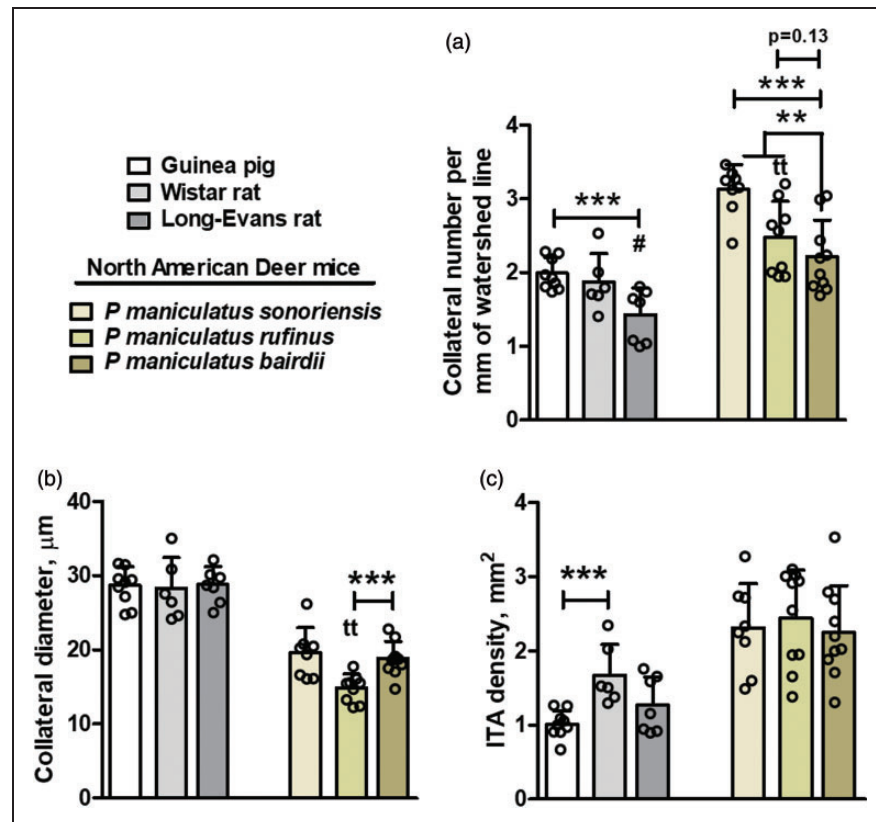 (a)
p=0.13
***
**
tt
***
#
Collateral number per
mm of watershed line
4
3
2
1
0
Guinea pig
Wistar rat
Long-Evans rat
North American Deer mice
P maniculatus sonoriensis
P maniculatus rufinus
P maniculatus bairdii
(b)
Collateral diameter, μm
40
30
20
10
0
***
tt
(c)
ITA density, mm²
4
3
2
1
0
***